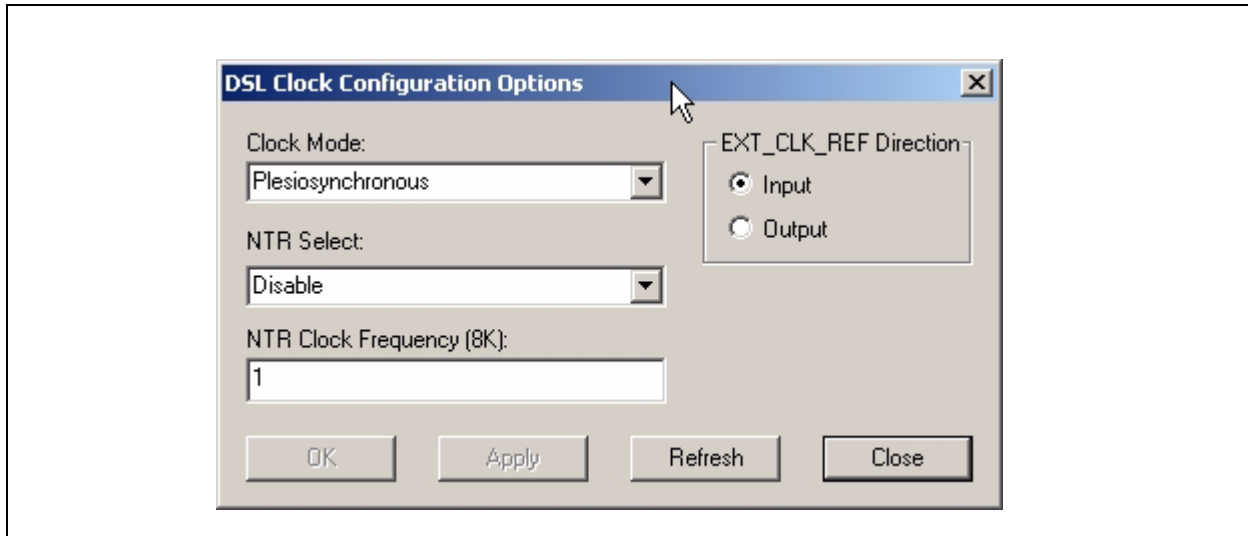 DSL Clock Configuration Options
Clock Mode:
Plesiosynchronous
NTR Select:
Disable
NTR Clock Frequency (8K):
1
EXT_CLK_REF Direction
Input
Output
OK Apply Refresh Close